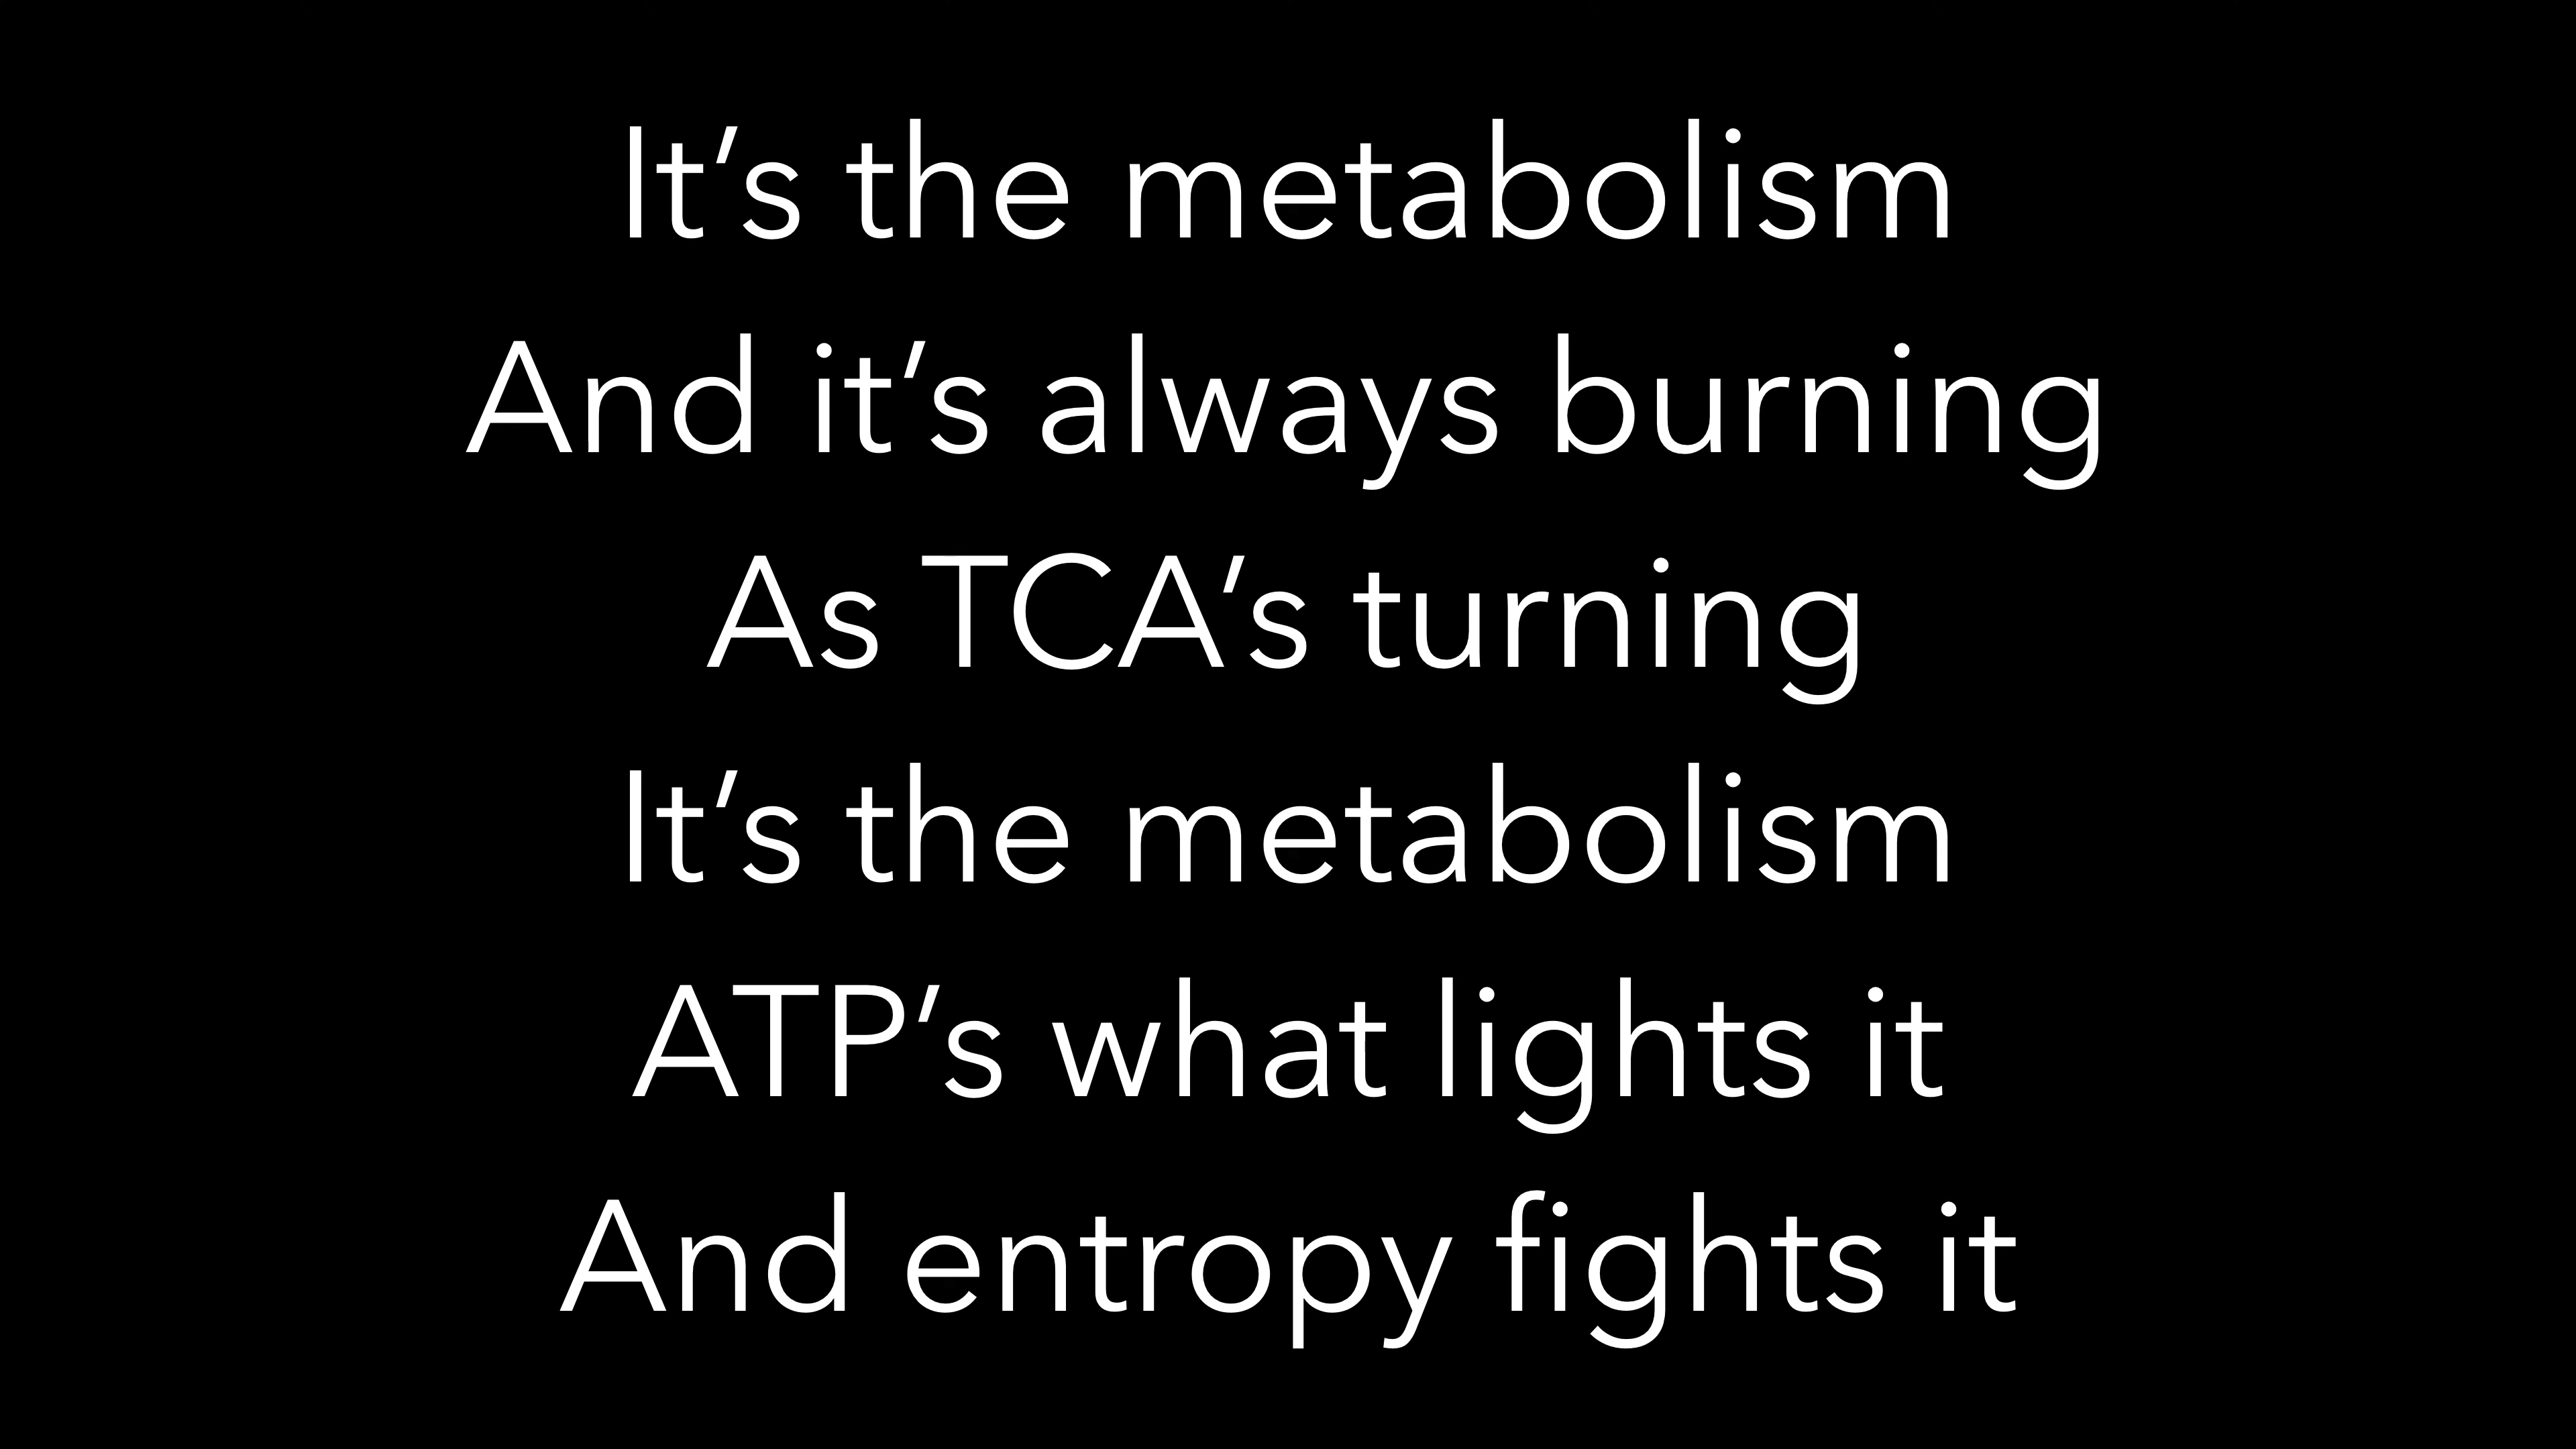 It’s the metabolism
And it’s always burning
As TCA’s turning
It’s the metabolism
ATP’s what lights it
And entropy fights it